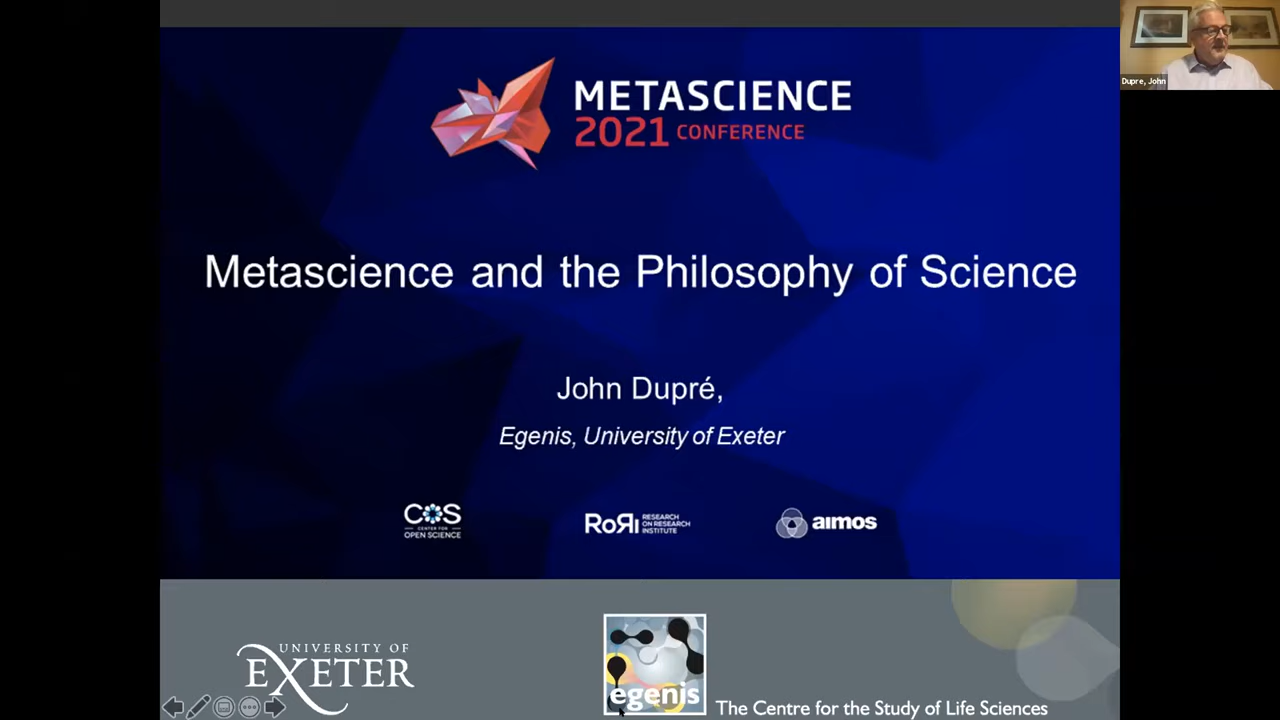 METASCIENCE
2021 CONFERENCE
Dupre, John
Metascience and the Philosophy of Science
John Dupré,
Egenis, University of Exeter
COS
CENTER FOR
OPEN SCIENCE
RoRI RESEARCH
ON RESEARCH
INSTITUTE
aimos
UNIVERSITY OF
EXETER
egenis
The Centre for the Study of Life Sciences